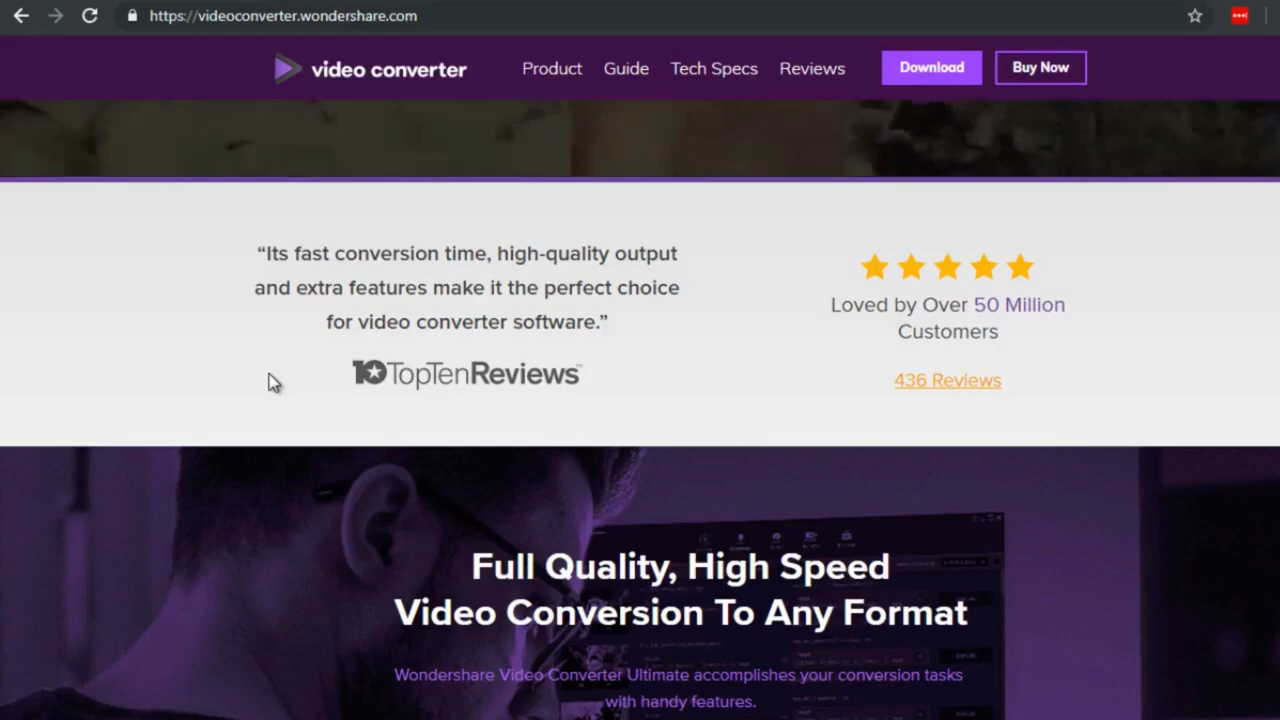 https://videoconverter.wondershare.com
video converter Product Guide Tech Specs Reviews Download Buy Now
“Its fast conversion time, high-quality output
and extra features make it the perfect choice
for video converter software.”
10 TopTenReviews™
Loved by Over 50 Million
Customers
436 Reviews
Full Quality, High Speed
Video Conversion To Any Format
Wondershare Video Converter Ultimate accomplishes your conversion tasks
with handy features.